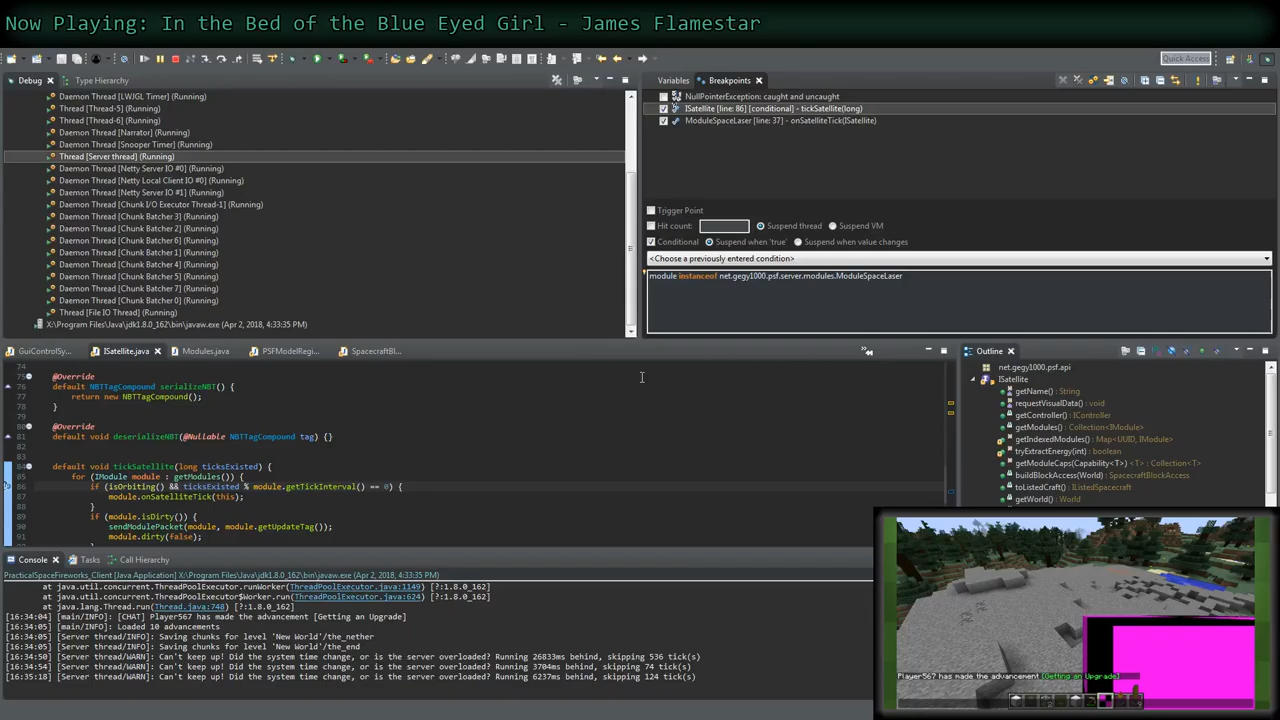 Now Playing: In the Bed of the Blue Eyed Girl - James Flamestar
Quick Access
Debug
Type Hierarchy
Daemon Thread [LWJGL Timer] (Running)
Thread [Thread-5] (Running)
Thread [Thread-6] (Running)
Daemon Thread [Narrator] (Running)
Daemon Thread [Snooper Timer] (Running)
Thread [Server thread] (Running)
Daemon Thread [Netty Server IO #0] (Running)
Daemon Thread [Netty Local Client IO #0] (Running)
Daemon Thread [Netty Server IO #1] (Running)
Daemon Thread [Chunk I/O Executor Thread-1] (Running)
Daemon Thread [Chunk Batcher 3] (Running)
Daemon Thread [Chunk Batcher 2] (Running)
Daemon Thread [Chunk Batcher 6] (Running)
Daemon Thread [Chunk Batcher 1] (Running)
Daemon Thread [Chunk Batcher 4] (Running)
Daemon Thread [Chunk Batcher 5] (Running)
Daemon Thread [Chunk Batcher 7] (Running)
Daemon Thread [Chunk Batcher 0] (Running)
Thread [File IO Thread] (Running)
X:\Program Files\Java\jdk1.8.0_162\bin\javaw.exe (Apr 2, 2018, 4:33:35 PM)
Variables
Breakpoints
NullPointerException: caught and uncaught
ISatellite [line: 86] [conditional] - tickSatellite(long)
ModuleSpaceLaser [line: 37] - onSatelliteTick(ISatellite)
Trigger Point
Hit count:
Suspend thread
Suspend VM
Conditional
Suspend when 'true'
Suspend when value changes
<Choose a previously entered condition>
module instanceof net.gegy1000.psf.server.modules.ModuleSpaceLaser
GuiControlSy...
ISatellite.java
Modules.java
PSFModelRegi...
SpacecraftBl...
74
75 @Override
76 default NBTTagCompound serializeNBT() {
77 return new NBTTagCompound();
78 }
79
80 @Override
81 default void deserializeNBT(@Nullable NBTTagCompound tag) {}
82
83
84 default void tickSatellite(long ticksExisted) {
85 for (IModule module : getModules()) {
86 if (isOrbiting() && ticksExisted % module.getTickInterval() == 0) {
87 module.onSatelliteTick(this);
88 }
89 if (module.isDirty()) {
90 sendModulePacket(module, module.getUpdateTag());
91 module.dirty(false);
Outline
net.gegy1000.psf.api
ISatellite
getName() : String
requestVisualData() : void
getController() : IController
getModules() : Collection<IModule>
getIndexedModules() : Map<UUID, IModule>
tryExtractEnergy(int) : boolean
getModuleCaps(Capability<T>) <T> : Collection<T>
buildBlockAccess(World) : SpacecraftBlockAccess
toListedCraft() : IListedSpacecraft
getWorld() : World
Console
Tasks
Call Hierarchy
PracticalSpaceFireworks_Client [Java Application] X:\Program Files\Java\jdk1.8.0_162\bin\javaw.exe (Apr 2, 2018, 4:33:35 PM)
at java.util.concurrent.ThreadPoolExecutor.runWorker(ThreadPoolExecutor.java:1149) [?:1.8.0_162]
at java.util.concurrent.ThreadPoolExecutor$Worker.run(ThreadPoolExecutor.java:624) [?:1.8.0_162]
at java.lang.Thread.run(Thread.java:748) [?:1.8.0_162]
[16:34:04] [main/INFO]: [CHAT] Player567 has made the advancement [Getting an Upgrade]
[16:34:05] [main/INFO]: Loaded 10 advancements
[16:34:05] [Server thread/INFO]: Saving chunks for level 'New World'/the_nether
[16:34:05] [Server thread/INFO]: Saving chunks for level 'New World'/the_end
[16:34:50] [Server thread/WARN]: Can't keep up! Did the system time change, or is the server overloaded? Running 26833ms behind, skipping 536 tick(s)
[16:34:54] [Server thread/WARN]: Can't keep up! Did the system time change, or is the server overloaded? Running 3704ms behind, skipping 74 tick(s)
[16:35:18] [Server thread/WARN]: Can't keep up! Did the system time change, or is the server overloaded? Running 6237ms behind, skipping 124 tick(s)
Player567 has made the advancement [Getting an Upgrade]